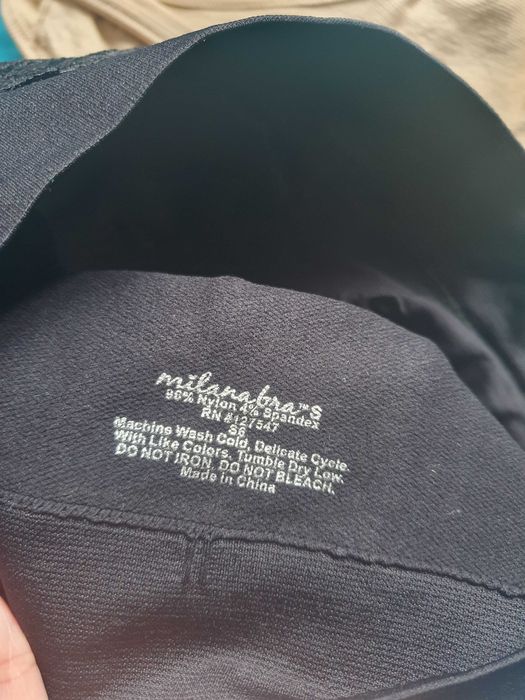 milanabra™ S
96% Nylon 4% Spandex
RN #127547
S6
Machine Wash Cold, Delicate Cycle.
With Like Colors, Tumble Dry Low.
DO NOT IRON. DO NOT BLEACH.
Made in China